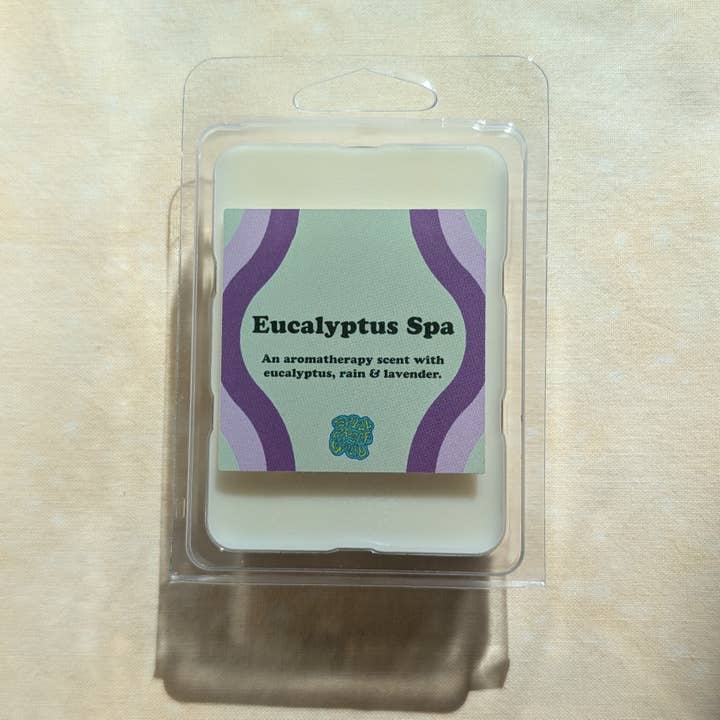 Eucalyptus Spa
An aromatherapy scent with
eucalyptus, rain & lavender.